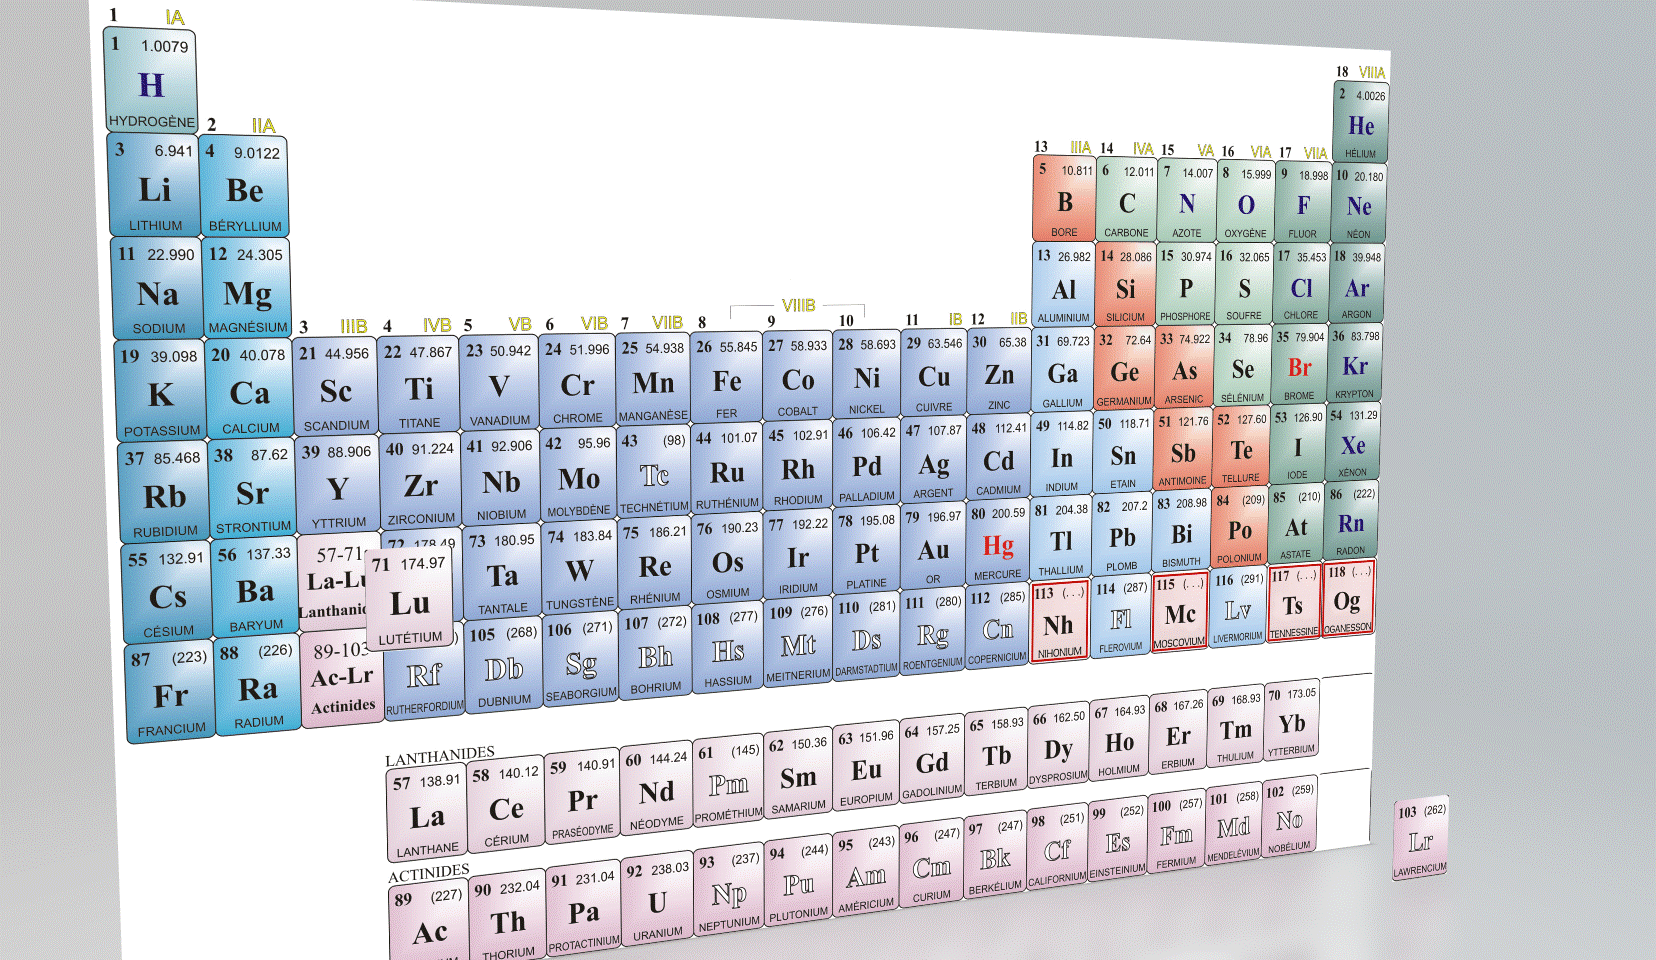 1 IA
18 VIIIA
1 1.0079
H
HYDROGÈNE
2 4.0026
He
HÉLIUM
2 IIA
13 IIIA 14 IVA 15 VA 16 VIA 17 VIIA
3 6.941 4 9.0122 5 10.811 6 12.011 7 14.007 8 15.999 9 18.998 10 20.180
Li Be B C N O F Ne
LITHIUM BÉRYLLIUM BORE CARBONE AZOTE OXYGÈNE FLUOR NÉON
11 22.990 12 24.305 13 26.982 14 28.086 15 30.974 16 32.065 17 35.453 18 39.948
Na Mg Al Si P S Cl Ar
SODIUM MAGNÉSIUM ALUMINIUM SILICIUM PHOSPHORE SOUFRE CHLORE ARGON
VIIIB
3 IIIB 4 IVB 5 VB 6 VIB 7 VIIB 8 9 10 11 IB 12 IIB
19 39.098 20 40.078 21 44.956 22 47.867 23 50.942 24 51.996 25 54.938 26 55.845 27 58.933 28 58.693 29 63.546 30 65.38 31 69.723 32 72.64 33 74.922 34 78.96 35 79.904 36 83.798
K Ca Sc Ti V Cr Mn Fe Co Ni Cu Zn Ga Ge As Se Br Kr
POTASSIUM CALCIUM SCANDIUM TITANE VANADIUM CHROME MANGANÈSE FER COBALT NICKEL CUIVRE ZINC GALLIUM GERMANIUM ARSENIC SÉLÉNIUM BROME KRYPTON
37 85.468 38 87.62 39 88.906 40 91.224 41 92.906 42 95.96 43 (98) 44 101.07 45 102.91 46 106.42 47 107.87 48 112.41 49 114.82 50 118.71 51 121.76 52 127.60 53 126.90 54 131.29
Rb Sr Y Zr Nb Mo Tc Ru Rh Pd Ag Cd In Sn Sb Te I Xe
RUBIDIUM STRONTIUM YTTRIUM ZIRCONIUM NIOBIUM MOLYBDÈNE TECHNÉTIUM RUTHÉNIUM RHODIUM PALLADIUM ARGENT CADMIUM INDIUM ETAIN ANTIMOINE TELLURE IODE XÉNON
55 132.91 56 137.33 57-71 72 178.49 73 180.95 74 183.84 75 186.21 76 190.23 77 192.22 78 195.08 79 196.97 80 200.59 81 204.38 82 207.2 83 208.98 84 (209) 85 (210) 86 (222)
Cs Ba La-Lu Ta W Re Os Ir Pt Au Hg Tl Pb Bi Po At Rn
CÉSIUM BARYUM Lanthanid TANTALE TUNGSTÈNE RHÉNIUM OSMIUM IRIDIUM PLATINE OR MERCURE THALLIUM PLOMB BISMUTH POLONIUM ASTATE RADON
71 174.97
Lu
LUTÉTIUM
87 (223) 88 (226) 89-103 105 (268) 106 (271) 107 (272) 108 (277) 109 (276) 110 (281) 111 (280) 112 (285) 113 (...) 114 (287) 115 (...) 116 (291) 117 (...) 118 (...)
Fr Ra Ac-Lr Rf Db Sg Bh Hs Mt Ds Rg Cn Nh Fl Mc Lv Ts Og
FRANCIUM RADIUM Actinides RUTHERFORDIUM DUBNIUM SEABORGIUM BOHRIUM HASSIUM MEITNERIUM DARMSTADTIUM ROENTGENIUM COPERNICIUM NIHONIUM FLEROVIUM MOSCOVIUM LIVERMORIUM TENNESSINE OGANESSON
LANTHANIDES
57 138.91 58 140.12 59 140.91 60 144.24 61 (145) 62 150.36 63 151.96 64 157.25 65 158.93 66 162.50 67 164.93 68 167.26 69 168.93 70 173.05
La Ce Pr Nd Pm Sm Eu Gd Tb Dy Ho Er Tm Yb
LANTHANE CÉRIUM PRASÉODYME NÉODYME PROMÉTHIUM SAMARIUM EUROPIUM GADOLINIUM TERBIUM DYSPROSIUM HOLMIUM ERBIUM THULIUM YTTERBIUM
ACTINIDES
89 (227) 90 232.04 91 231.04 92 238.03 93 (237) 94 (244) 95 (243) 96 (247) 97 (247) 98 (251) 99 (252) 100 (257) 101 (258) 102 (259) 103 (262)
Ac Th Pa U Np Pu Am Cm Bk Cf Es Fm Md No Lr
THORIUM PROTACTINIUM URANIUM NEPTUNIUM PLUTONIUM AMÉRICIUM CURIUM BERKÉLIUM CALIFORNIUM EINSTEINIUM FERMIUM MENDELÉVIUM NOBÉLIUM LAWRENCIUM